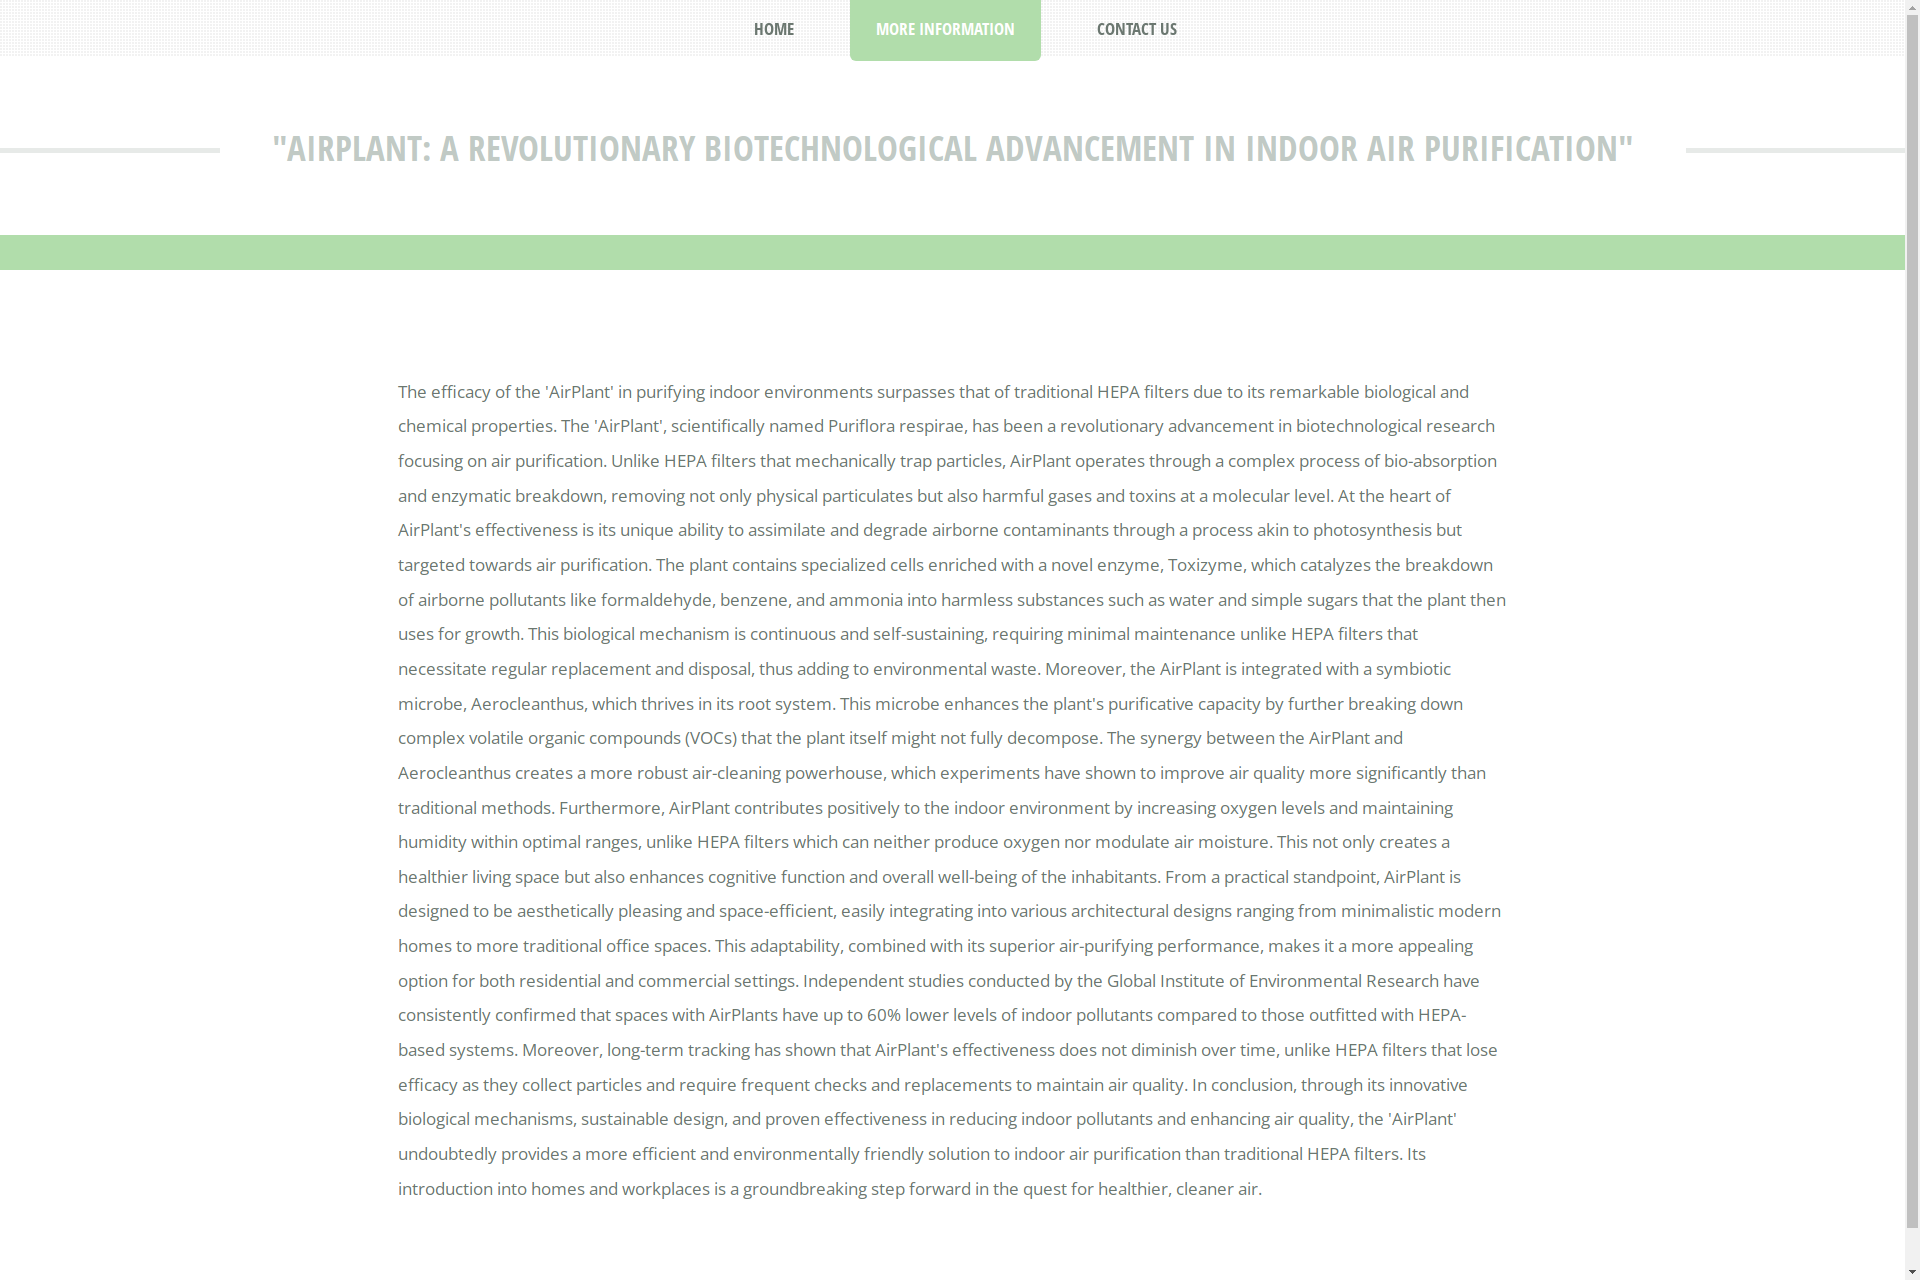 HOME MORE INFORMATION CONTACT US
"AIRPLANT: A REVOLUTIONARY BIOTECHNOLOGICAL ADVANCEMENT IN INDOOR AIR PURIFICATION"
The efficacy of the 'AirPlant' in purifying indoor environments surpasses that of traditional HEPA filters due to its remarkable biological and
chemical properties. The 'AirPlant', scientifically named Puriflora respirae, has been a revolutionary advancement in biotechnological research
focusing on air purification. Unlike HEPA filters that mechanically trap particles, AirPlant operates through a complex process of bio-absorption
and enzymatic breakdown, removing not only physical particulates but also harmful gases and toxins at a molecular level. At the heart of
AirPlant's effectiveness is its unique ability to assimilate and degrade airborne contaminants through a process akin to photosynthesis but
targeted towards air purification. The plant contains specialized cells enriched with a novel enzyme, Toxizyme, which catalyzes the breakdown
of airborne pollutants like formaldehyde, benzene, and ammonia into harmless substances such as water and simple sugars that the plant then
uses for growth. This biological mechanism is continuous and self-sustaining, requiring minimal maintenance unlike HEPA filters that
necessitate regular replacement and disposal, thus adding to environmental waste. Moreover, the AirPlant is integrated with a symbiotic
microbe, Aerocleanthus, which thrives in its root system. This microbe enhances the plant's purificative capacity by further breaking down
complex volatile organic compounds (VOCs) that the plant itself might not fully decompose. The synergy between the AirPlant and
Aerocleanthus creates a more robust air-cleaning powerhouse, which experiments have shown to improve air quality more significantly than
traditional methods. Furthermore, AirPlant contributes positively to the indoor environment by increasing oxygen levels and maintaining
humidity within optimal ranges, unlike HEPA filters which can neither produce oxygen nor modulate air moisture. This not only creates a
healthier living space but also enhances cognitive function and overall well-being of the inhabitants. From a practical standpoint, AirPlant is
designed to be aesthetically pleasing and space-efficient, easily integrating into various architectural designs ranging from minimalistic modern
homes to more traditional office spaces. This adaptability, combined with its superior air-purifying performance, makes it a more appealing
option for both residential and commercial settings. Independent studies conducted by the Global Institute of Environmental Research have
consistently confirmed that spaces with AirPlants have up to 60% lower levels of indoor pollutants compared to those outfitted with HEPA-
based systems. Moreover, long-term tracking has shown that AirPlant's effectiveness does not diminish over time, unlike HEPA filters that lose
efficacy as they collect particles and require frequent checks and replacements to maintain air quality. In conclusion, through its innovative
biological mechanisms, sustainable design, and proven effectiveness in reducing indoor pollutants and enhancing air quality, the 'AirPlant'
undoubtedly provides a more efficient and environmentally friendly solution to indoor air purification than traditional HEPA filters. Its
introduction into homes and workplaces is a groundbreaking step forward in the quest for healthier, cleaner air.